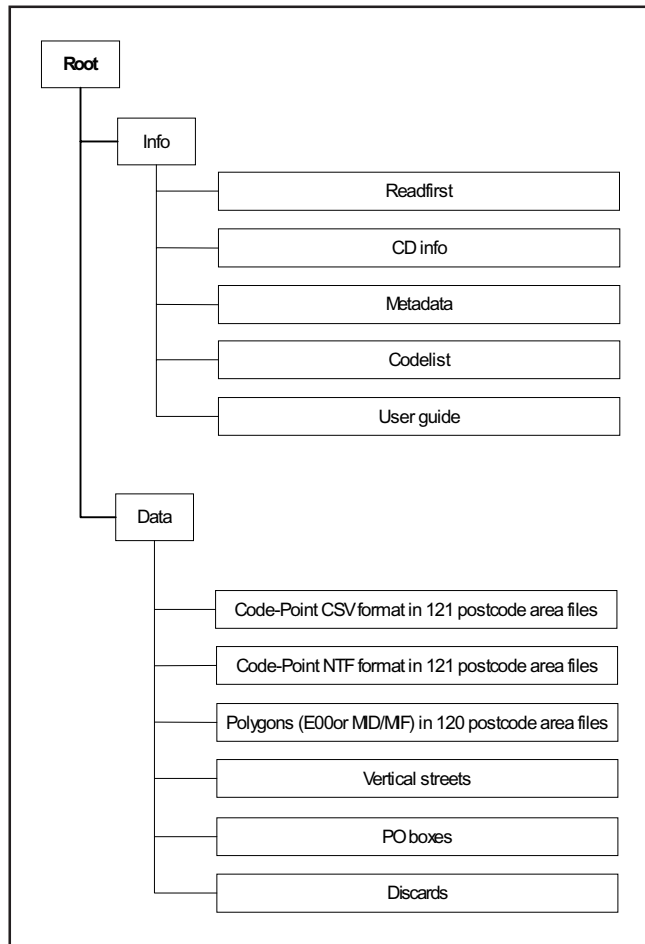 Root
Info
Readfirst
CD info
Metadata
Codelist
User guide
Data
Code-Point CSV format in 121 postcode area files
Code-Point NTF format in 121 postcode area files
Polygons (E00or MID/MIF) in 120 postcode area files
Vertical streets
PO boxes
Discards